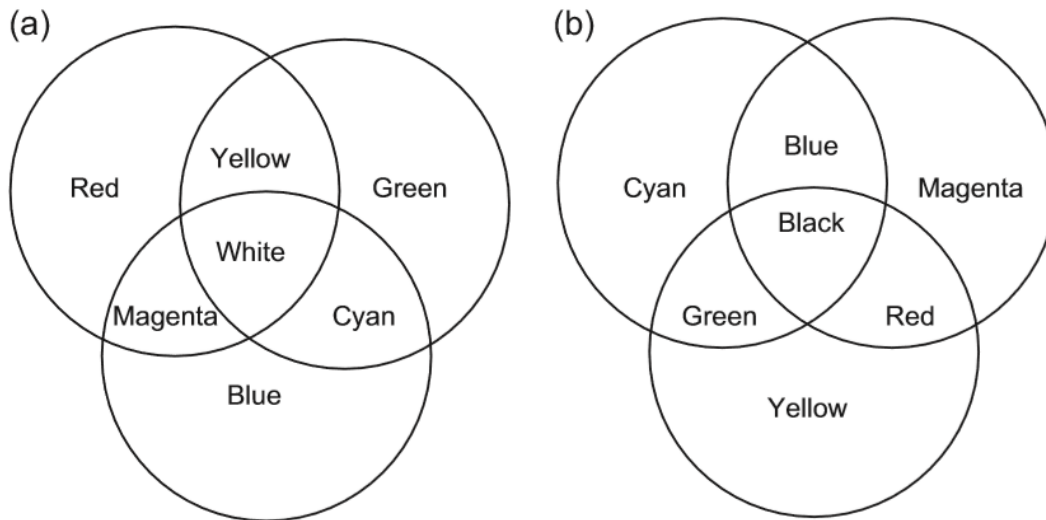 (a)
Red
Yellow
Green
White
Magenta
Cyan
Blue
(b)
Cyan
Blue
Magenta
Black
Green
Red
Yellow